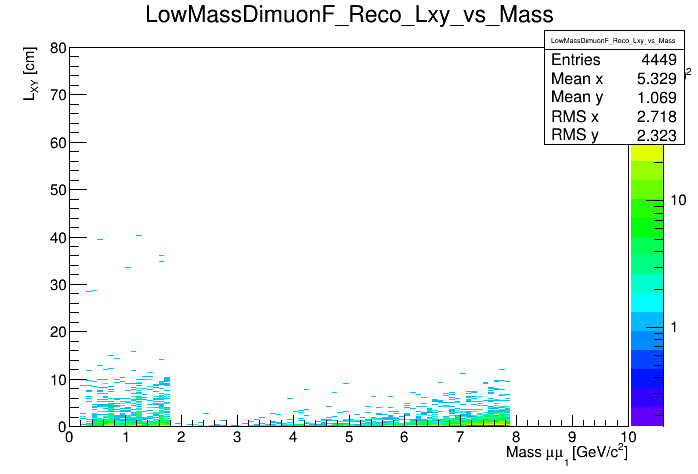 LowMassDimuonF_Reco_Lxy_vs_Mass
LowMassDimuonF_Reco_Lxy_vs_Mass
Entries 4449
Mean x 5.329
Mean y 1.069
RMS x 2.718
RMS y 2.323
L_XY [cm]
80
70
60
50
40
30
20
10
0
0 1 2 3 4 5 6 7 8 9 10
Mass μμ_1 [GeV/c²]
2
10
1